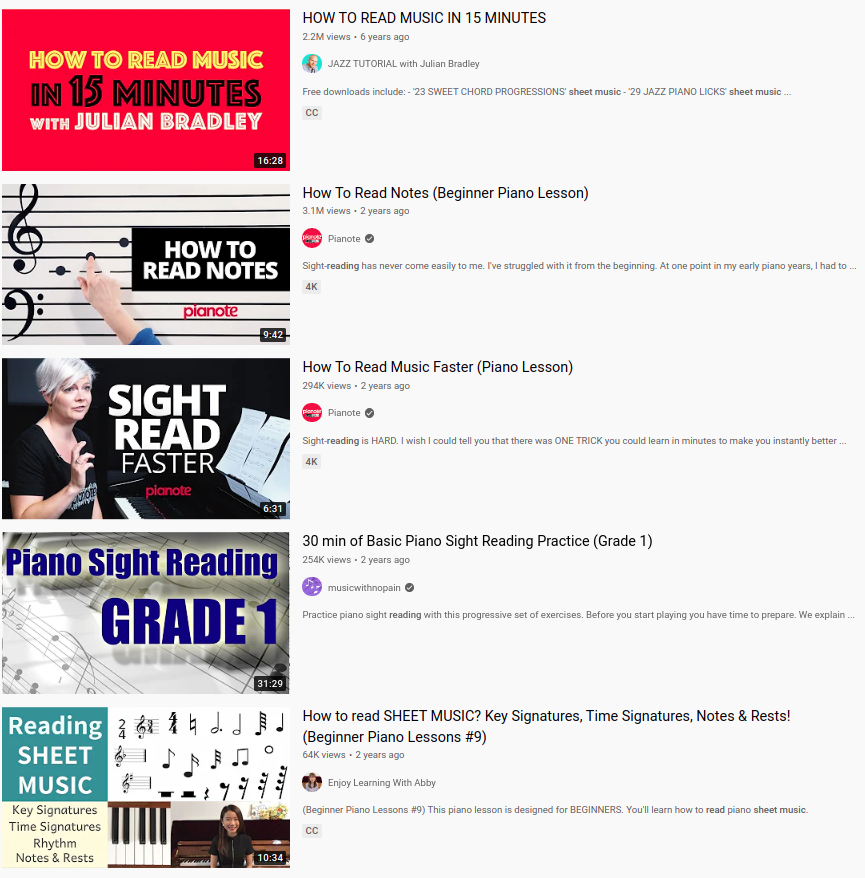 HOW TO READ MUSIC
IN 15 MINUTES
WITH JULIAN BRADLEY
16:28
HOW TO READ MUSIC IN 15 MINUTES
2.2M views • 6 years ago
JAZZ TUTORIAL with Julian Bradley
Free downloads include: - '23 SWEET CHORD PROGRESSIONS' sheet music - '29 JAZZ PIANO LICKS' sheet music ...
CC
HOW TO
READ NOTES
pianote
9:42
How To Read Notes (Beginner Piano Lesson)
3.1M views • 2 years ago
Pianote
Sight-reading has never come easily to me. I've struggled with it from the beginning. At one point in my early piano years, I had to ...
4K
SIGHT
READ
FASTER
pianote
6:31
How To Read Music Faster (Piano Lesson)
294K views • 2 years ago
Pianote
Sight-reading is HARD. I wish I could tell you that there was ONE TRICK you could learn in minutes to make you instantly better ...
4K
Piano Sight Reading
GRADE 1
31:29
30 min of Basic Piano Sight Reading Practice (Grade 1)
254K views • 2 years ago
musicwithnopain
Practice piano sight reading with this progressive set of exercises. Before you start playing you have time to prepare. We explain ...
Reading
SHEET
MUSIC
2
4
4
4
Key Signatures
Time Signatures
Rhythm
Notes & Rests
10:34
How to read SHEET MUSIC? Key Signatures, Time Signatures, Notes & Rests!
(Beginner Piano Lessons #9)
64K views • 2 years ago
Enjoy Learning With Abby
(Beginner Piano Lessons #9) This piano lesson is designed for BEGINNERS. You'll learn how to read piano sheet music.
CC